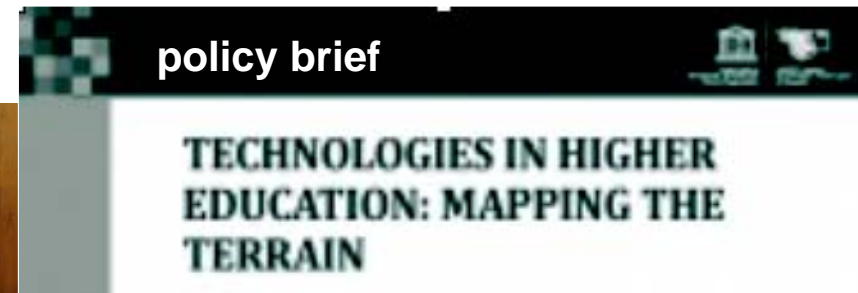 policy brief
TECHNOLOGIES IN HIGHER
EDUCATION: MAPPING THE
TERRAIN